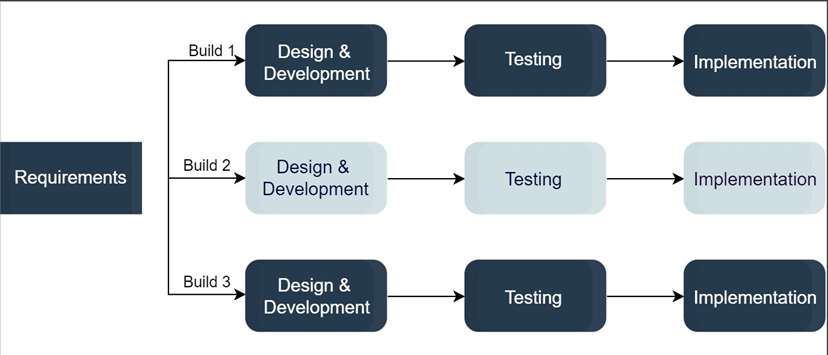 Build 1
Design &
Development
Testing
Implementation
Requirements
Build 2
Design &
Development
Testing
Implementation
Build 3
Design &
Development
Testing
Implementation